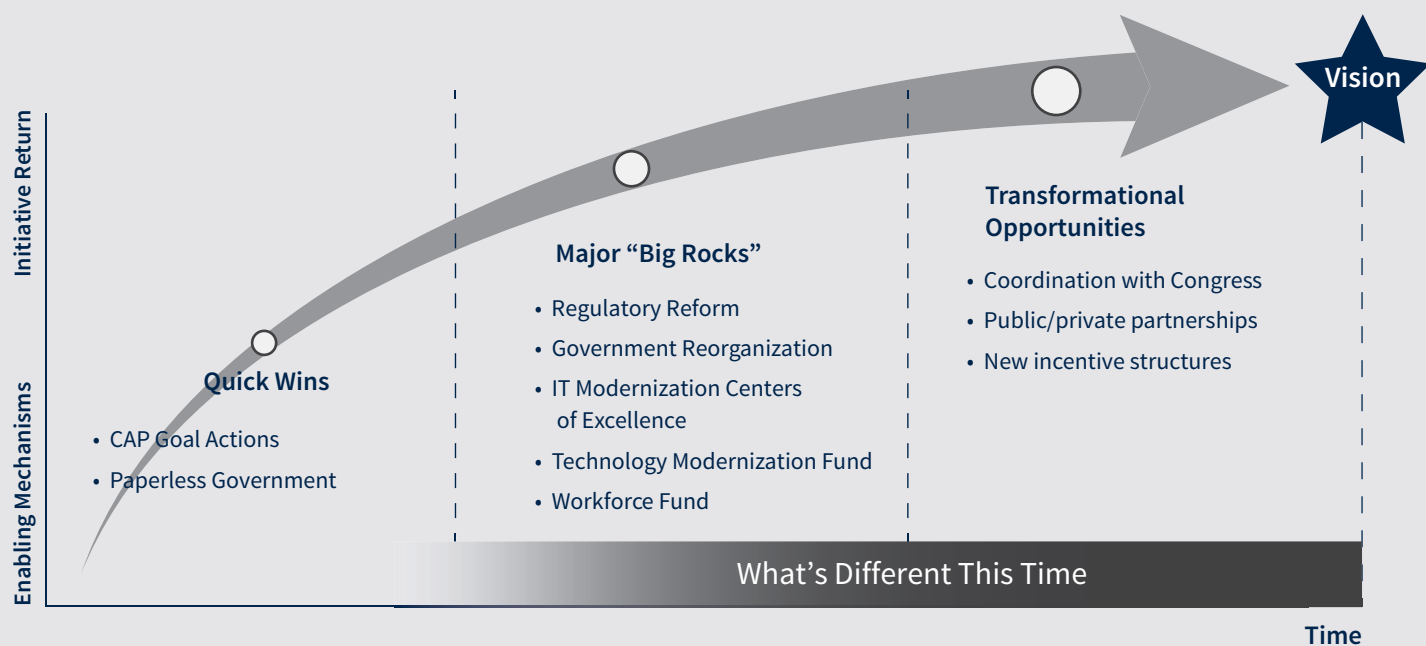 Vision
Initiative Return
Enabling Mechanisms
Quick Wins
• CAP Goal Actions
• Paperless Government
Major “Big Rocks”
• Regulatory Reform
• Government Reorganization
• IT Modernization Centers
of Excellence
• Technology Modernization Fund
• Workforce Fund
Transformational
Opportunities
• Coordination with Congress
• Public/private partnerships
• New incentive structures
What’s Different This Time
Time